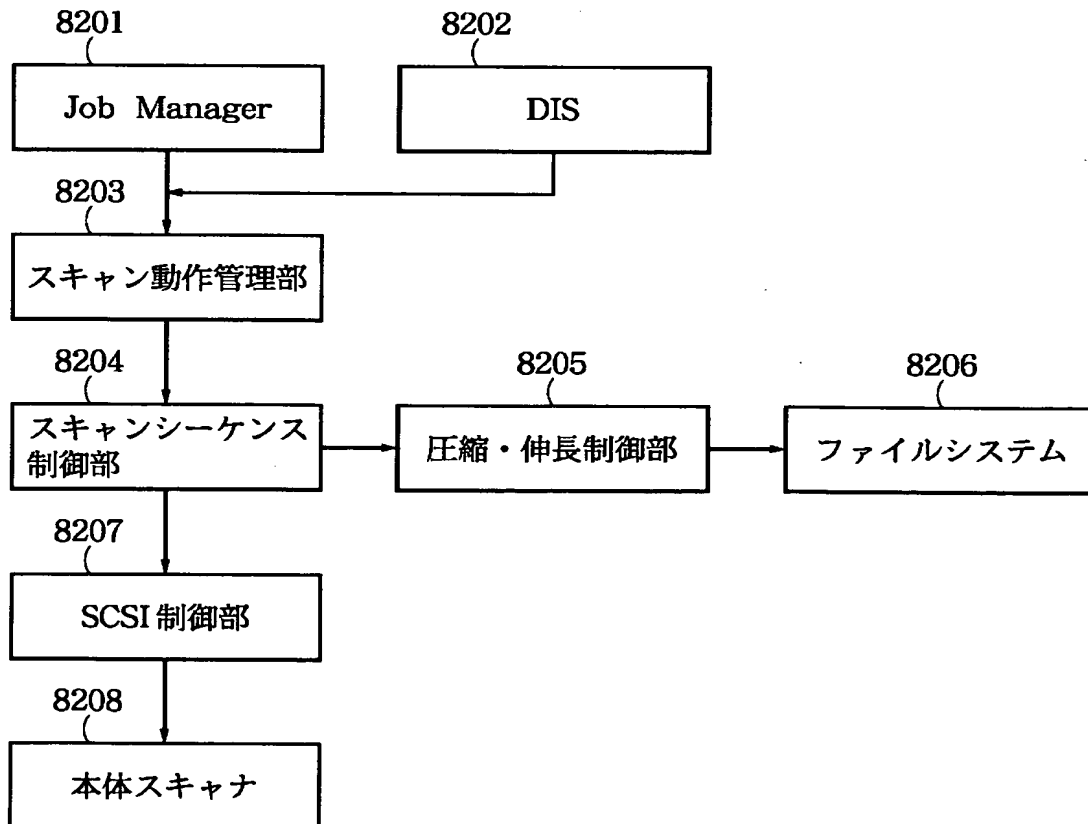 8201
8202
Job Manager
DIS
8203
スキャン動作管理部
8204
8205
8206
スキャンシーケンス
制御部
圧縮・伸長制御部
ファイルシステム
8207
SCSI制御部
8208
本体スキャナ